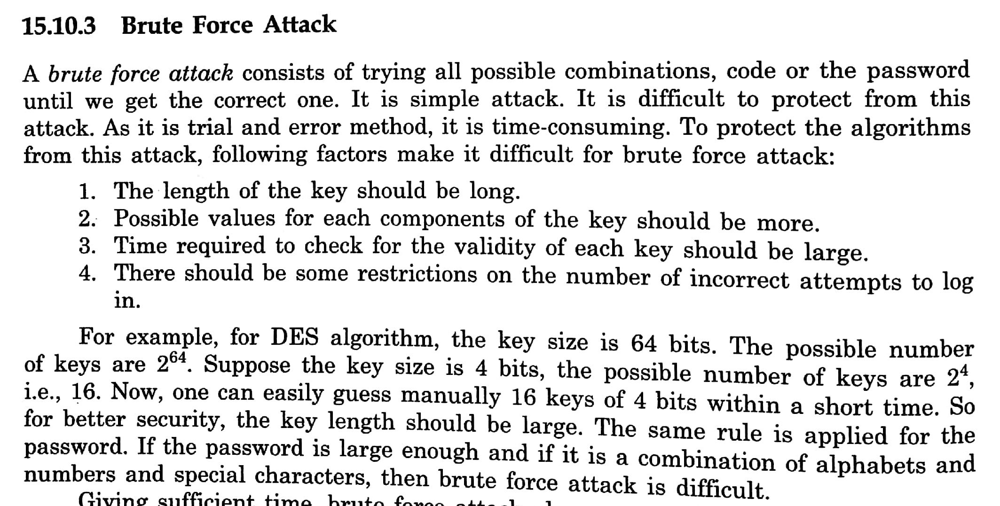 15.10.3 Brute Force Attack
A brute force attack consists of trying all possible combinations, code or the password
until we get the correct one. It is simple attack. It is difficult to protect from this
attack. As it is trial and error method, it is time-consuming. To protect the algorithms
from this attack, following factors make it difficult for brute force attack:
1. The length of the key should be long.
2. Possible values for each components of the key should be more.
3. Time required to check for the validity of each key should be large.
4. There should be some restrictions on the number of incorrect attempts to log
in.
For example, for DES algorithm, the key size is 64 bits. The possible number
of keys are 2⁶⁴. Suppose the key size is 4 bits, the possible number of keys are 2⁴,
i.e., 16. Now, one can easily guess manually 16 keys of 4 bits within a short time. So
for better security, the key length should be large. The same rule is applied for the
password. If the password is large enough and if it is a combination of alphabets and
numbers and special characters, then brute force attack is difficult.
Giving sufficient time, brute force